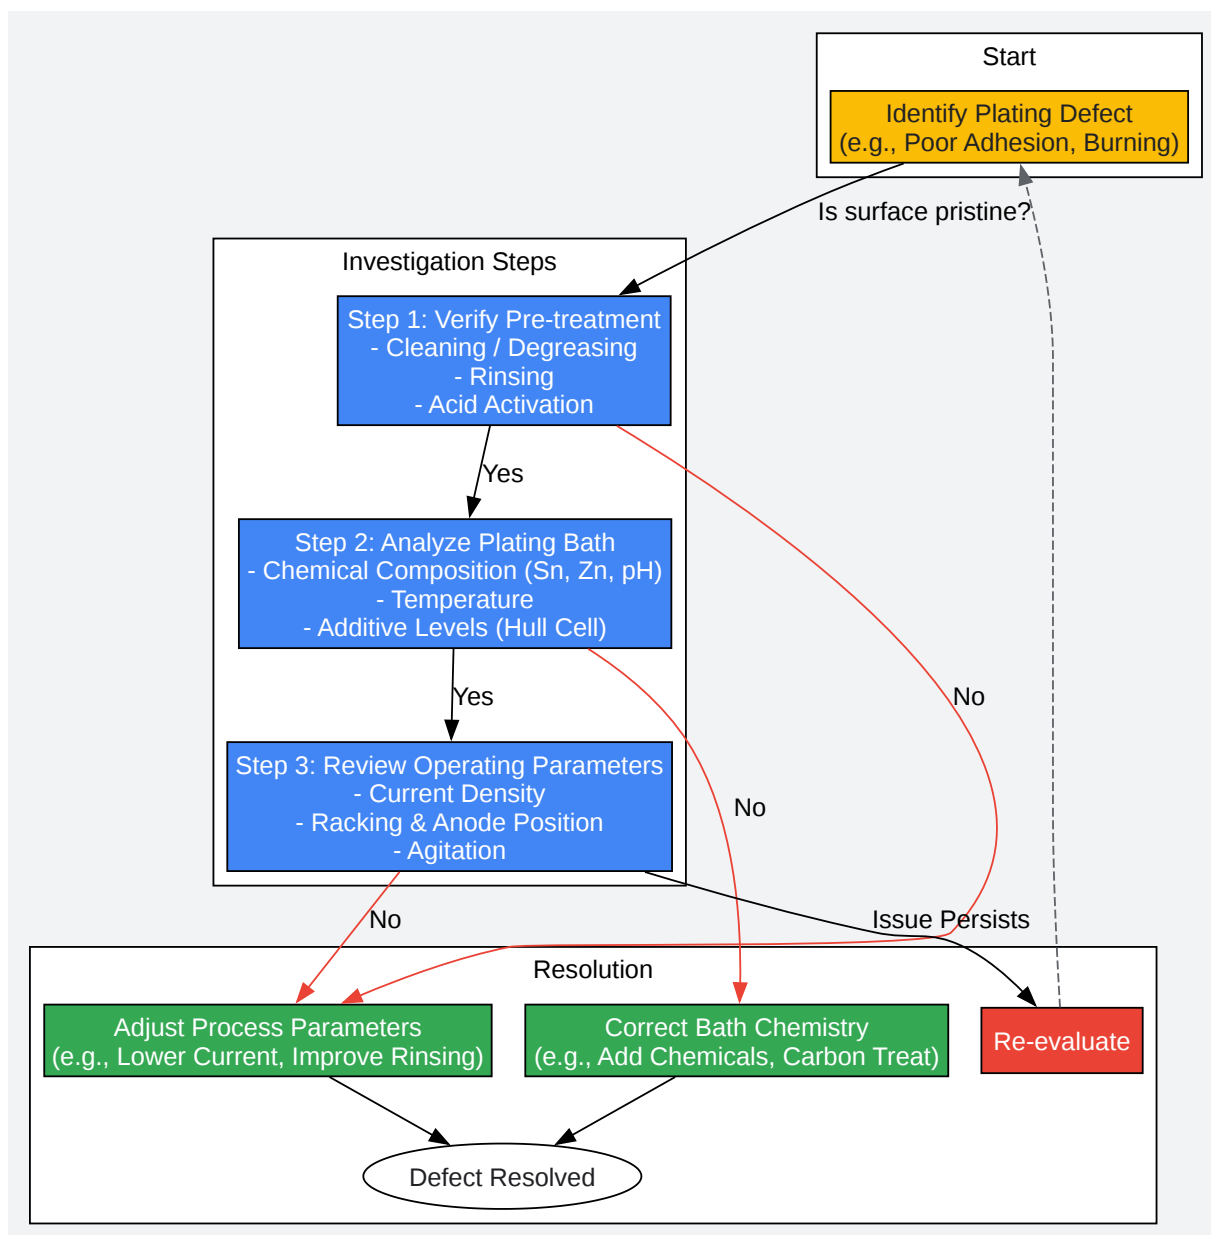 Start
Identify Plating Defect
(e.g., Poor Adhesion, Burning)
Is surface pristine?
Investigation Steps
Step 1: Verify Pre-treatment
- Cleaning / Degreasing
- Rinsing
- Acid Activation
Yes
Step 2: Analyze Plating Bath
- Chemical Composition (Sn, Zn, pH)
- Temperature
- Additive Levels (Hull Cell)
Yes
No
Step 3: Review Operating Parameters
- Current Density
- Racking & Anode Position
- Agitation
No
No
Issue Persists
Resolution
Adjust Process Parameters
(e.g., Lower Current, Improve Rinsing)
Correct Bath Chemistry
(e.g., Add Chemicals, Carbon Treat)
Re-evaluate
Defect Resolved